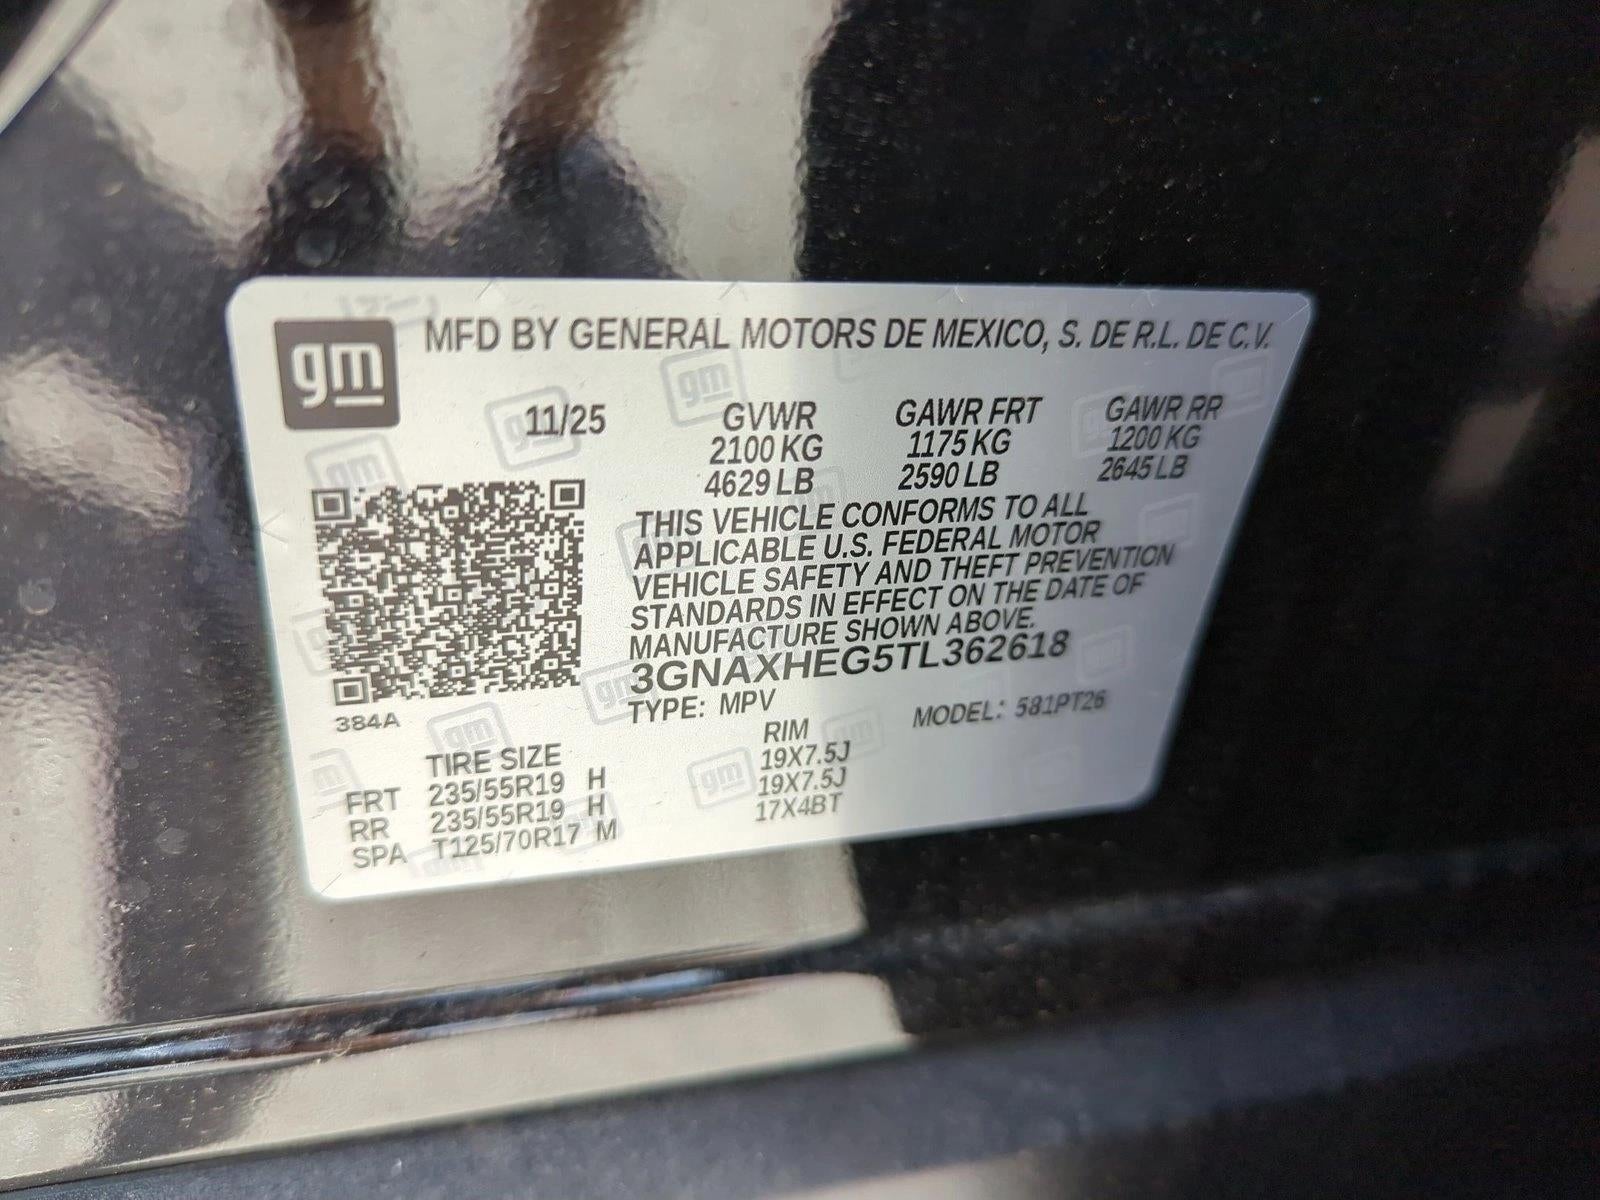 gm
MFD BY GENERAL MOTORS DE MEXICO, S. DE R.L. DE C.V.
11/25 GVWR GAWR FRT GAWR RR
2100 KG 1175 KG 1200 KG
4629 LB 2590 LB 2645 LB
THIS VEHICLE CONFORMS TO ALL
APPLICABLE U.S. FEDERAL MOTOR
VEHICLE SAFETY AND THEFT PREVENTION
STANDARDS IN EFFECT ON THE DATE OF
MANUFACTURE SHOWN ABOVE.
3GNAXHEG5TL362618
TYPE: MPV MODEL: 581PT26
384A
TIRE SIZE RIM
FRT 235/55R19 H 19X7.5J
RR 235/55R19 H 19X7.5J
SPA T125/70R17 M 17X4BT